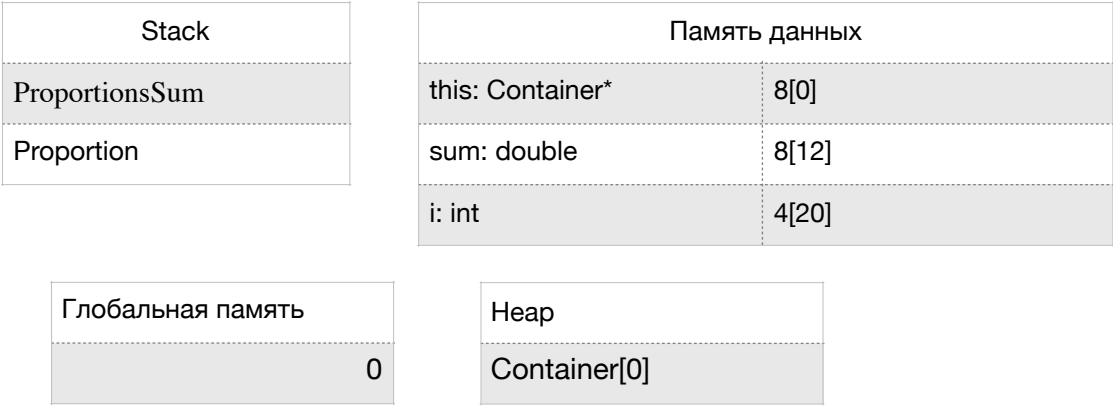 Stack
ProportionsSum
Proportion
Память данных
this: Container* 8[0]
sum: double 8[12]
i: int 4[20]
Глобальная память
0
Heap
Container[0]